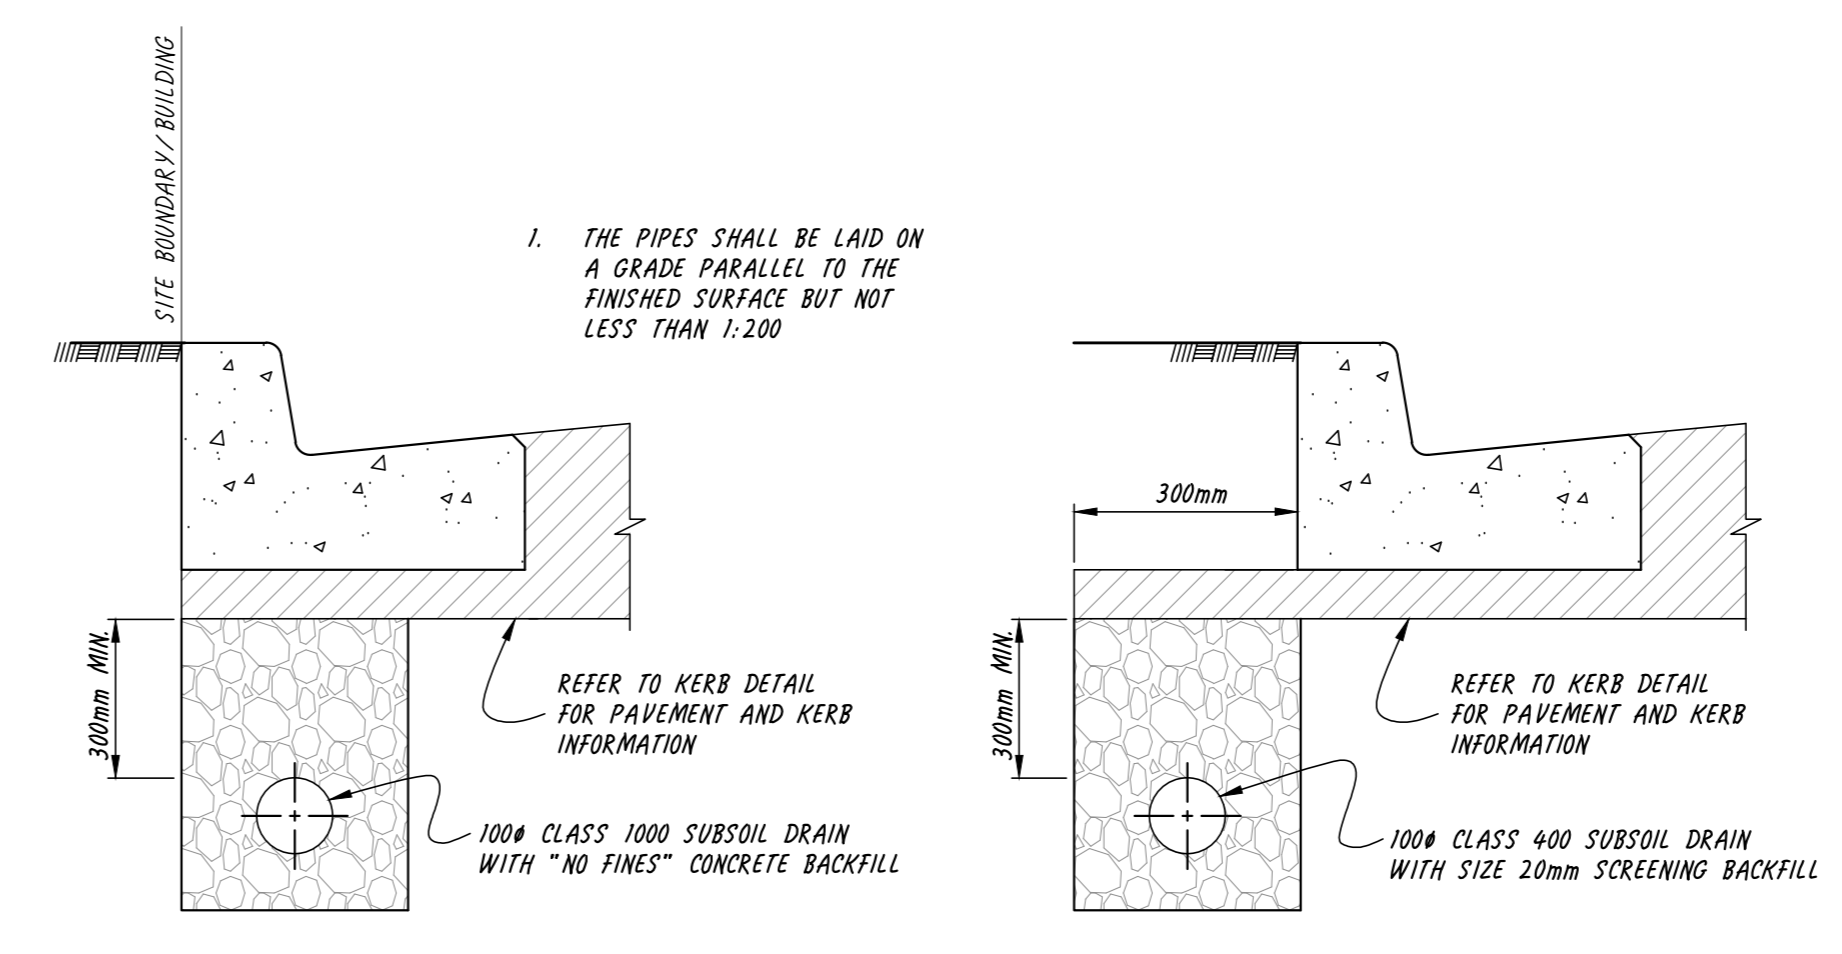 SITE BOUNDARY/BUILDING
1. THE PIPES SHALL BE LAID ON
A GRADE PARALLEL TO THE
FINISHED SURFACE BUT NOT
LESS THAN 1:200
300mm MIN.
REFER TO KERB DETAIL
FOR PAVEMENT AND KERB
INFORMATION
100ø CLASS 1000 SUBSOIL DRAIN
WITH "NO FINES" CONCRETE BACKFILL
300mm
300mm MIN.
REFER TO KERB DETAIL
FOR PAVEMENT AND KERB
INFORMATION
100ø CLASS 400 SUBSOIL DRAIN
WITH SIZE 20mm SCREENING BACKFILL